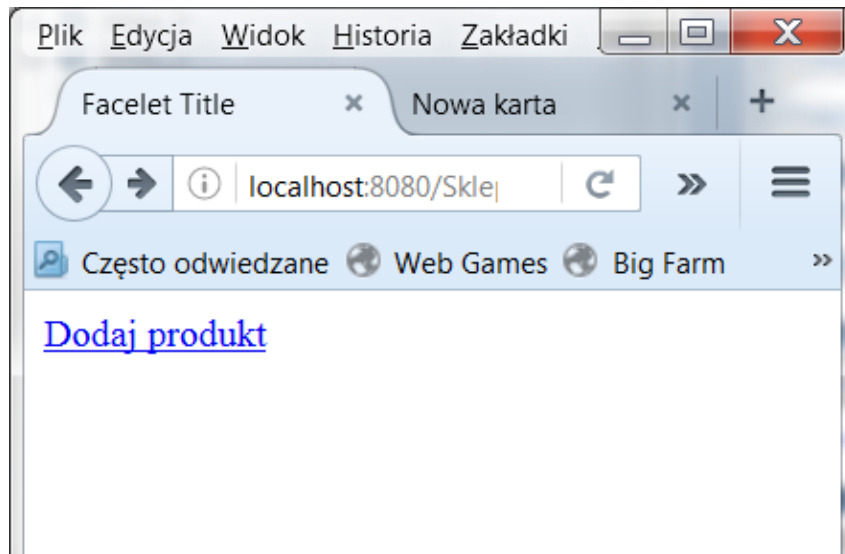 Plik Edycja Widok Historia Zakładki
Facelet Title Nowa karta
localhost:8080/Skle
Często odwiedzane Web Games Big Farm
Dodaj produkt